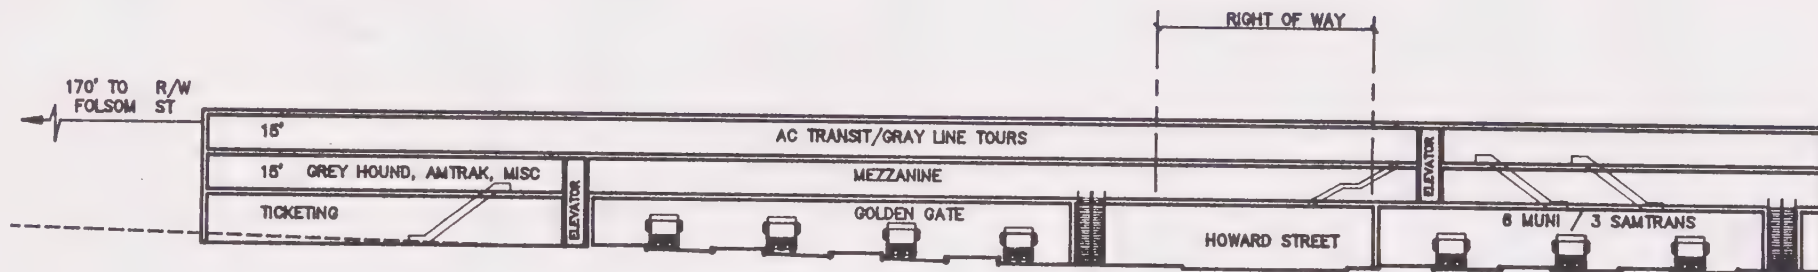 RIGHT OF WAY
170' TO R/W
FOLSOM ST
15'
AC TRANSIT/GRAY LINE TOURS
ELEVATOR
15' GREY HOUND, AMTRAK, MISC
MEZZANINE
TICKETING
ELEVATOR
GOLDEN GATE
HOWARD STREET
6 MUNI / 3 SAMTRANS